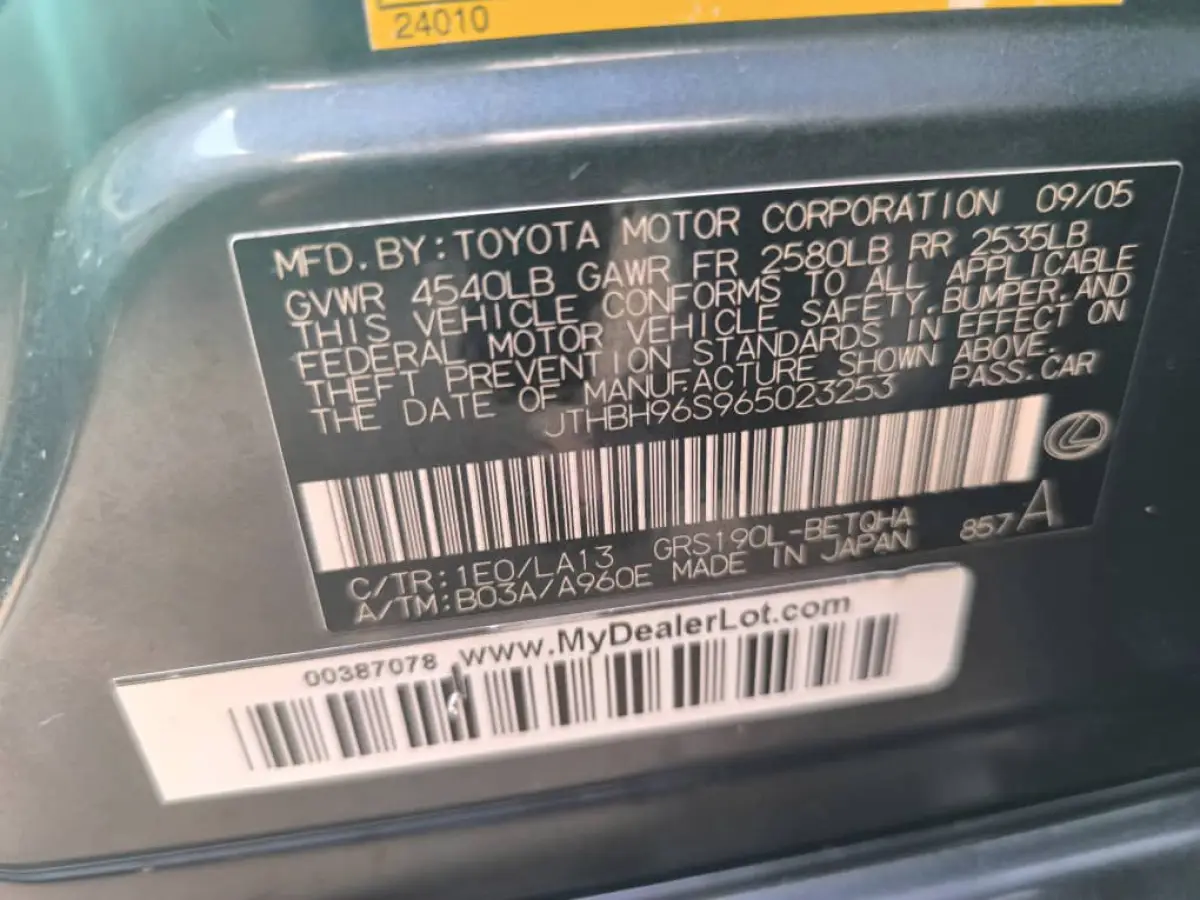 24010
MFD. BY: TOYOTA MOTOR CORPORATION 09/05
GVWR 4540LB GAWR FR 2580LB RR 2535LB
THIS VEHICLE CONFORMS TO ALL APPLICABLE
FEDERAL MOTOR VEHICLE SAFETY, BUMPER, AND
THEFT PREVENTION STANDARDS IN EFFECT ON
THE DATE OF MANUFACTURE SHOWN ABOVE.
JTHBH96S965023253 PASS. CAR
C/TR: 1E0/LA13 GRS190L-BETQHA 857A
A/TM: B03A/A960E MADE IN JAPAN
00387078 www.MyDealerLot.com